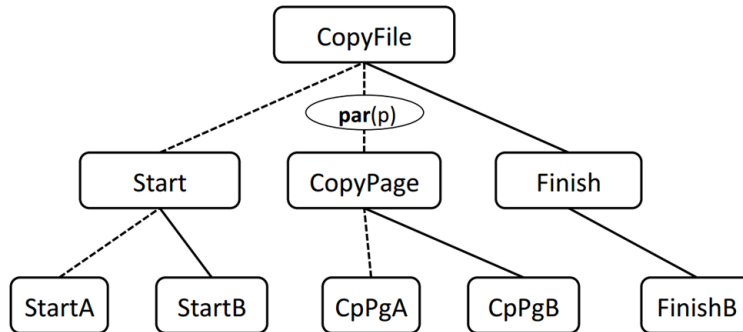 CopyFile
par(p)
Start
CopyPage
Finish
StartA
StartB
CpPgA
CpPgB
FinishB